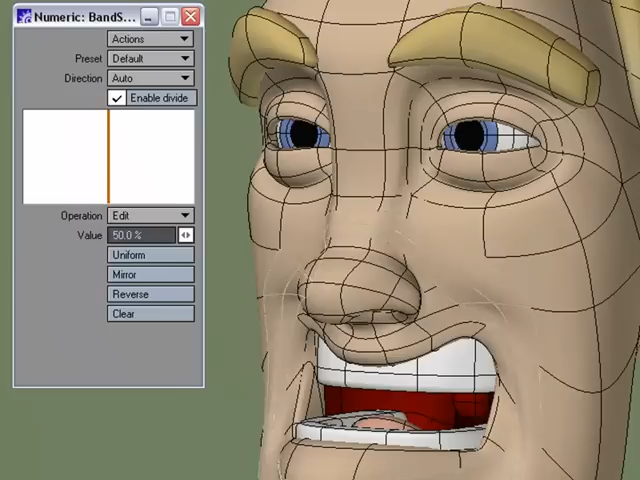 Numeric: BandS...
Actions
Preset Default
Direction Auto
Enable divide
Operation Edit
Value 50.0 %
Uniform
Mirror
Reverse
Clear